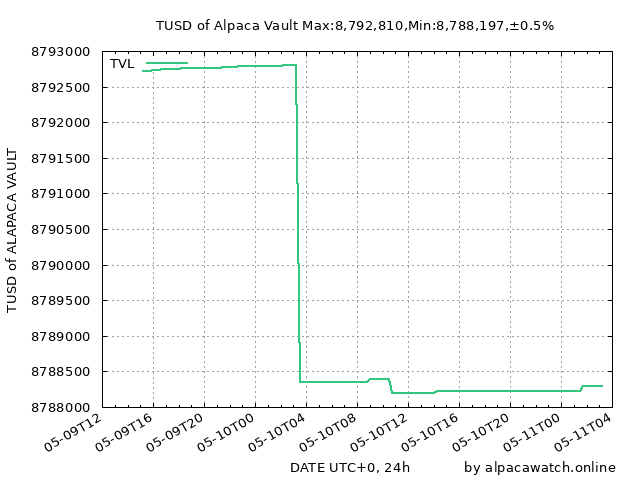 TUSD of Alpaca Vault Max:8,792,810,Min:8,788,197,±0.5%
8793000
TVL
8792500
8792000
8791500
8791000
8790500
8790000
8789500
8789000
8788500
8788000
TUSD of ALAPACA VAULT
05-09T12
05-09T16
05-09T20
05-10T00
05-10T04
05-10T08
05-10T12
05-10T16
05-10T20
05-11T00
05-11T04
DATE UTC+0, 24h
by alpacawatch.online